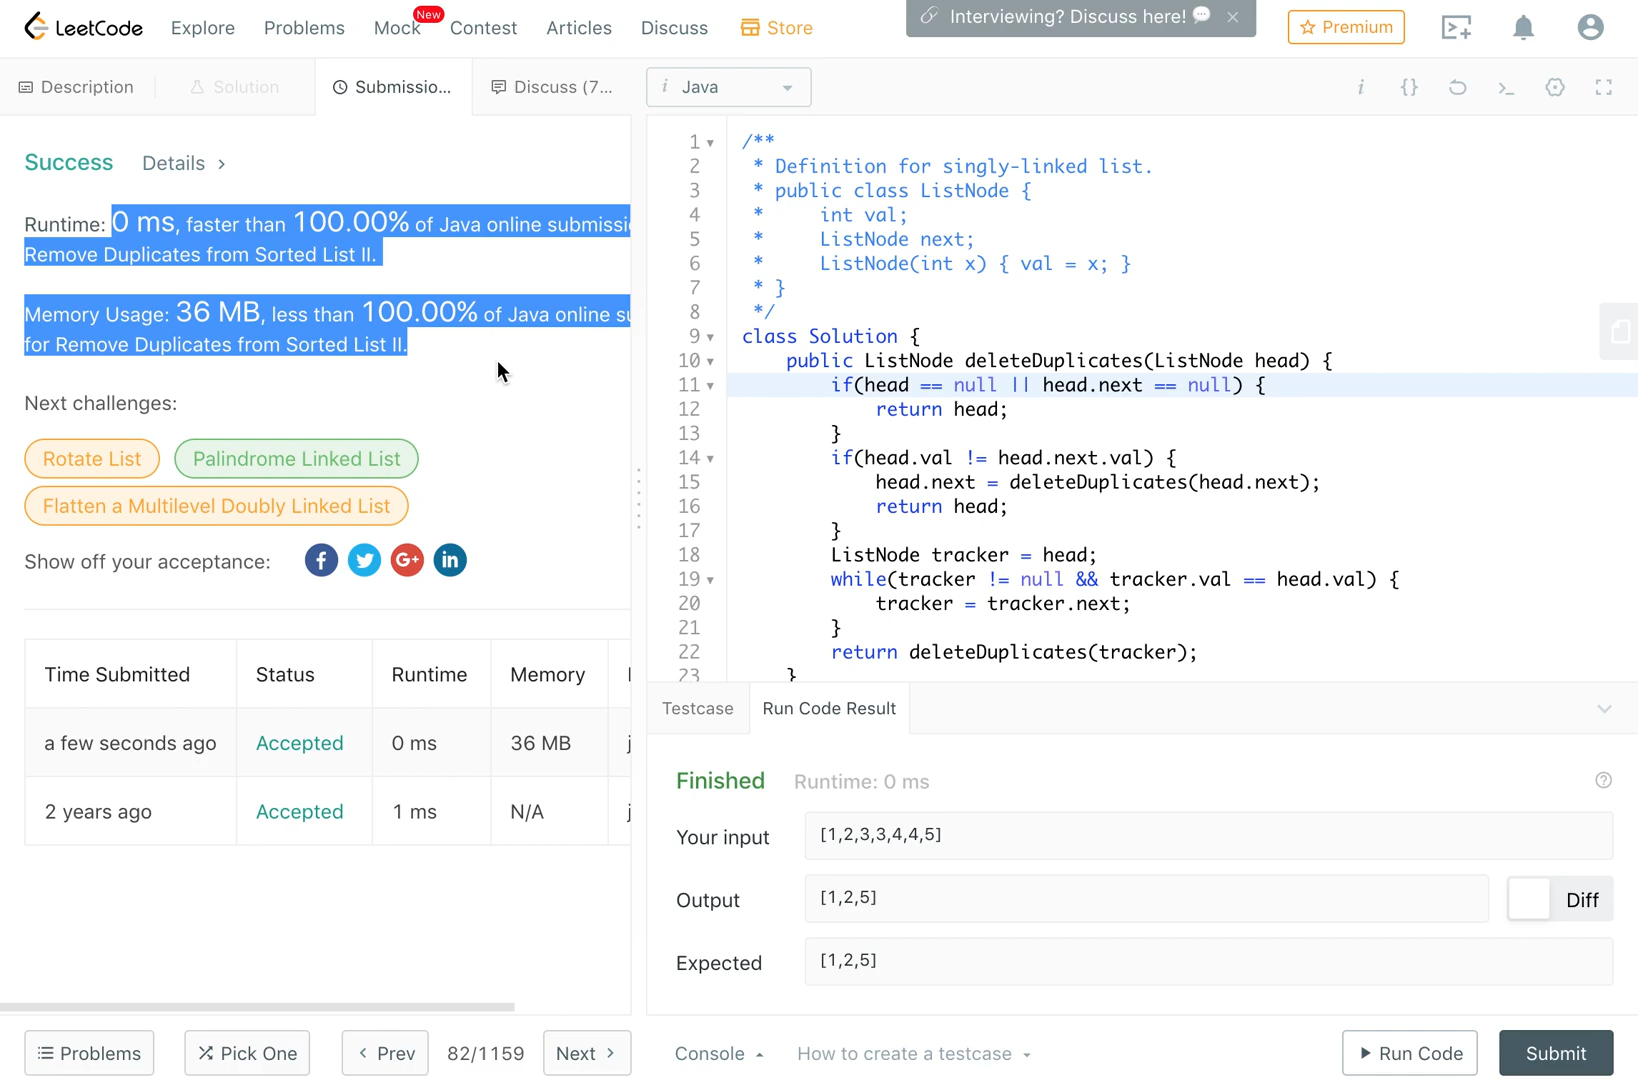 LeetCode
Explore
Problems
Mock
New
Contest
Articles
Discuss
Store
Interviewing? Discuss here!
Premium
Description
Solution
Submissio...
Discuss (7...
i Java
Success Details >
Runtime: 0 ms, faster than 100.00% of Java online submissi
Remove Duplicates from Sorted List II.
Memory Usage: 36 MB, less than 100.00% of Java online su
for Remove Duplicates from Sorted List II.
Next challenges:
Rotate List
Palindrome Linked List
Flatten a Multilevel Doubly Linked List
Show off your acceptance:
Time Submitted Status Runtime Memory
a few seconds ago Accepted 0 ms 36 MB j
2 years ago Accepted 1 ms N/A j
1 /**
2 * Definition for singly-linked list.
3 * public class ListNode {
4 *     int val;
5 *     ListNode next;
6 *     ListNode(int x) { val = x; }
7 * }
8 */
9 class Solution {
10     public ListNode deleteDuplicates(ListNode head) {
11         if(head == null || head.next == null) {
12             return head;
13         }
14         if(head.val != head.next.val) {
15             head.next = deleteDuplicates(head.next);
16             return head;
17         }
18         ListNode tracker = head;
19         while(tracker != null && tracker.val == head.val) {
20             tracker = tracker.next;
21         }
22         return deleteDuplicates(tracker);
23     }
Testcase
Run Code Result
Finished Runtime: 0 ms
Your input [1,2,3,3,4,4,5]
Output [1,2,5]
Diff
Expected [1,2,5]
Problems
Pick One
< Prev
82/1159
Next >
Console
How to create a testcase
Run Code
Submit